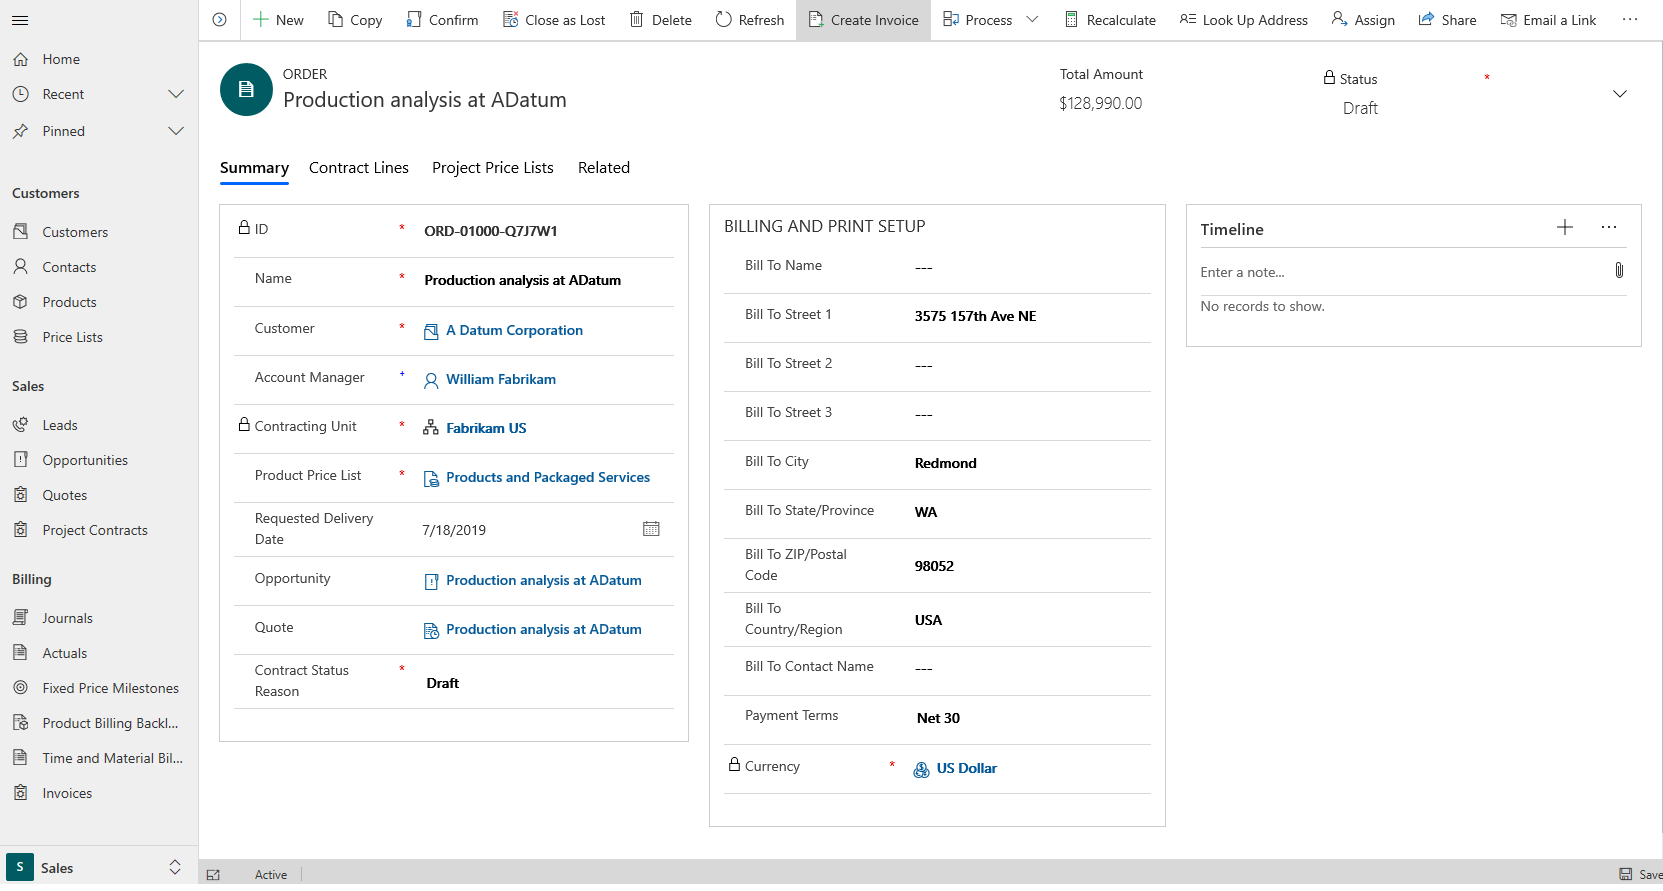 New
Copy
Confirm
Close as Lost
Delete
Refresh
Create Invoice
Process
Recalculate
Look Up Address
Assign
Share
Email a Link
Home
Recent
Pinned
Customers
Customers
Contacts
Products
Price Lists
Sales
Leads
Opportunities
Quotes
Project Contracts
Billing
Journals
Actuals
Fixed Price Milestones
Product Billing Backl...
Time and Material Bil...
Invoices
S
Sales
ORDER
Production analysis at ADatum
Total Amount
$128,990.00
Status
*
Draft
Summary
Contract Lines
Project Price Lists
Related
ID * ORD-01000-Q7J7W1
Name * Production analysis at ADatum
Customer * A Datum Corporation
Account Manager + William Fabrikam
Contracting Unit * Fabrikam US
Product Price List * Products and Packaged Services
Requested Delivery
Date
7/18/2019
Opportunity Production analysis at ADatum
Quote Production analysis at ADatum
Contract Status
Reason
* Draft
BILLING AND PRINT SETUP
Bill To Name ---
Bill To Street 1 3575 157th Ave NE
Bill To Street 2 ---
Bill To Street 3 ---
Bill To City Redmond
Bill To State/Province WA
Bill To ZIP/Postal
Code
98052
Bill To
Country/Region
USA
Bill To Contact Name ---
Payment Terms Net 30
Currency * US Dollar
Timeline
Enter a note...
No records to show.
Active
Save